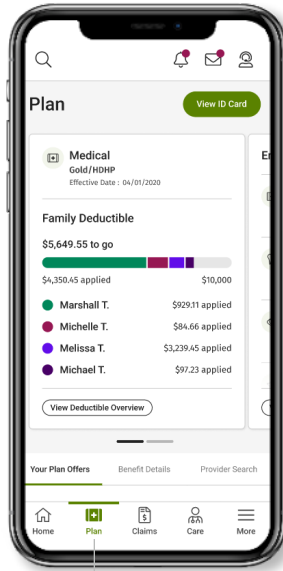 Plan
View ID Card
Medical
Gold/HDHP
Effective Date : 04/01/2020
Family Deductible
$5,649.55 to go
$4,350.45 applied
$10,000
Marshall T.
$929.11 applied
Michelle T.
$84.66 applied
Melissa T.
$3,239.45 applied
Michael T.
$97.23 applied
View Deductible Overview
Your Plan Offers
Benefit Details
Provider Search
Home
Plan
Claims
Care
More